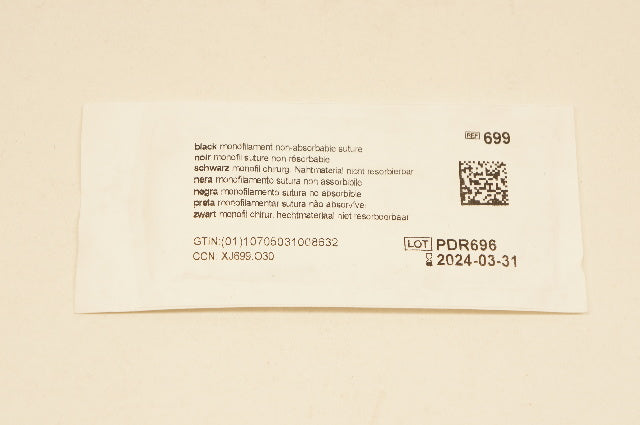 black monofilament non-absorbable suture
noir monofil suture non résorbable
schwarz monofil chirurg. Nahtmaterial nicht resorbierbar
nera monofilamento sutura non assorbibile
negra monofilamento sutura no absorbible
preta monofilamentar sutura não absorvível
zwart monofil chirur. hechtmateriaal niet resorbeerbaar
GTIN:(01)10705031008632
CCN: XJ699.O30
REF 699
LOT PDR696
2024-03-31